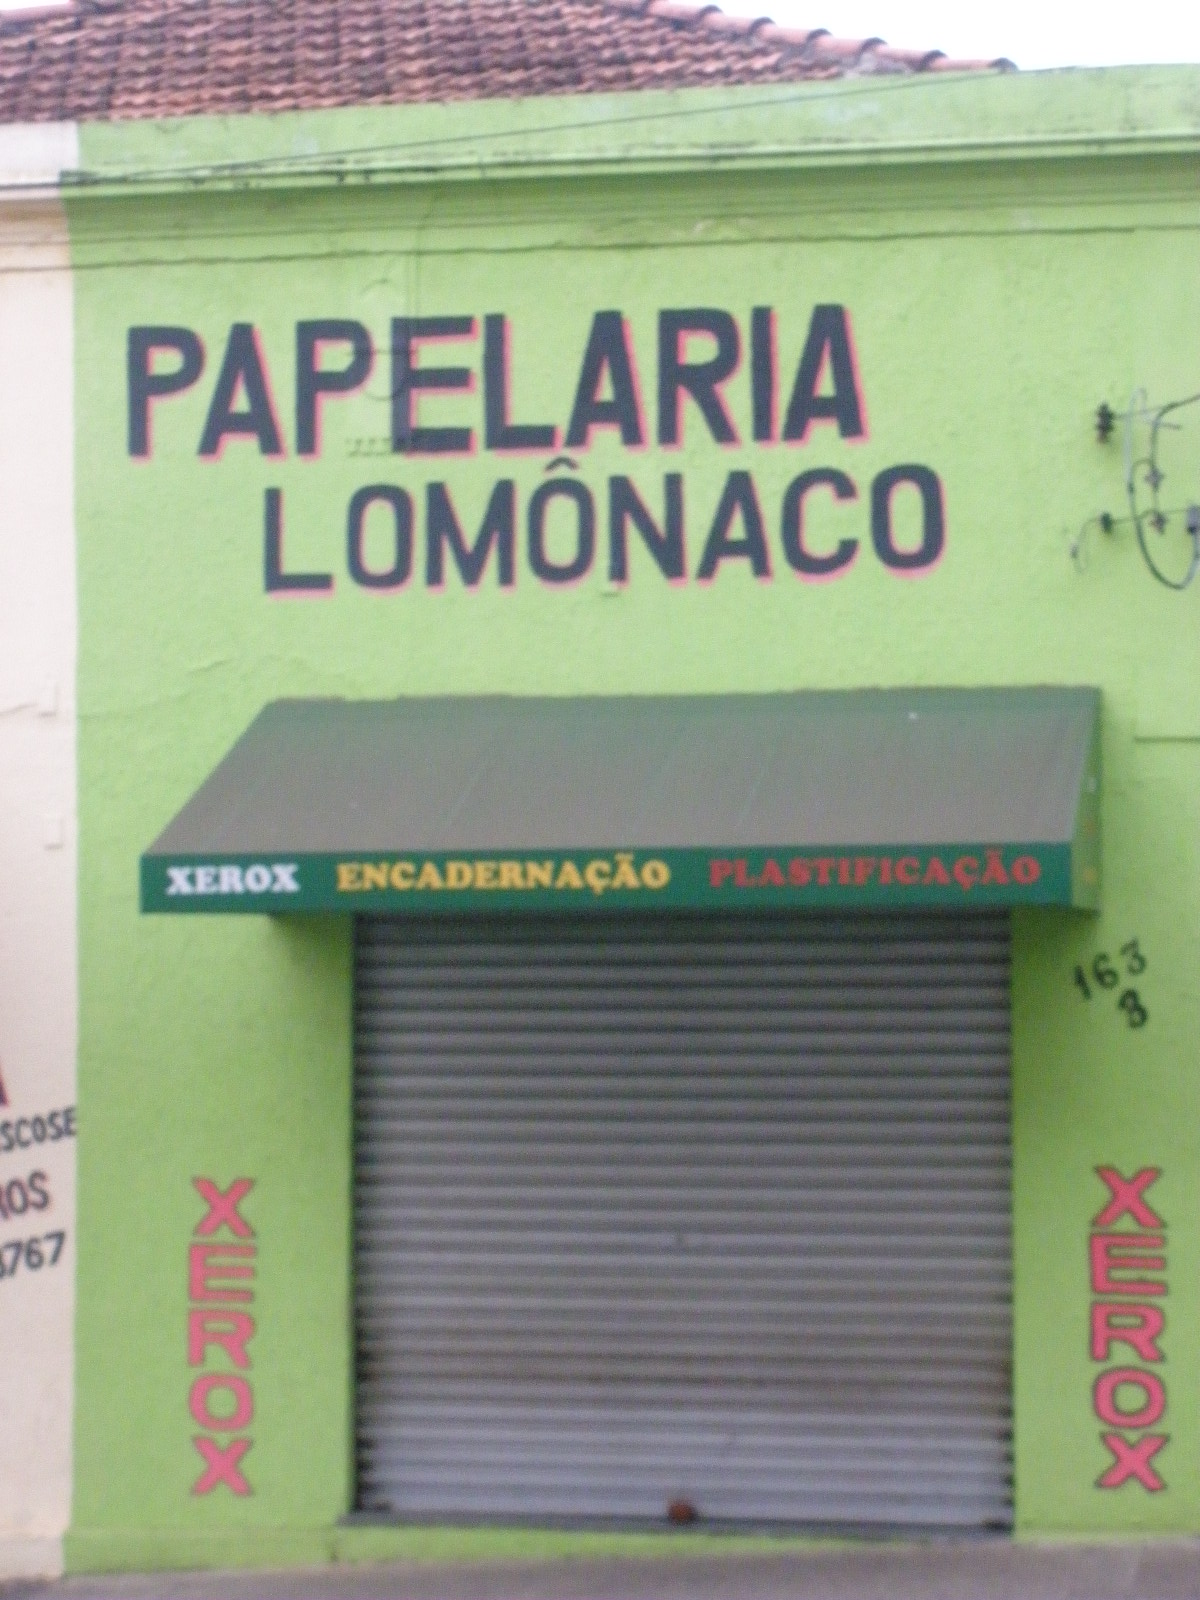 PAPELARIA
LOMÔNACO
XEROX ENCADERNAÇÃO PLASTIFICAÇÃO
163
B
XEROX
XEROX